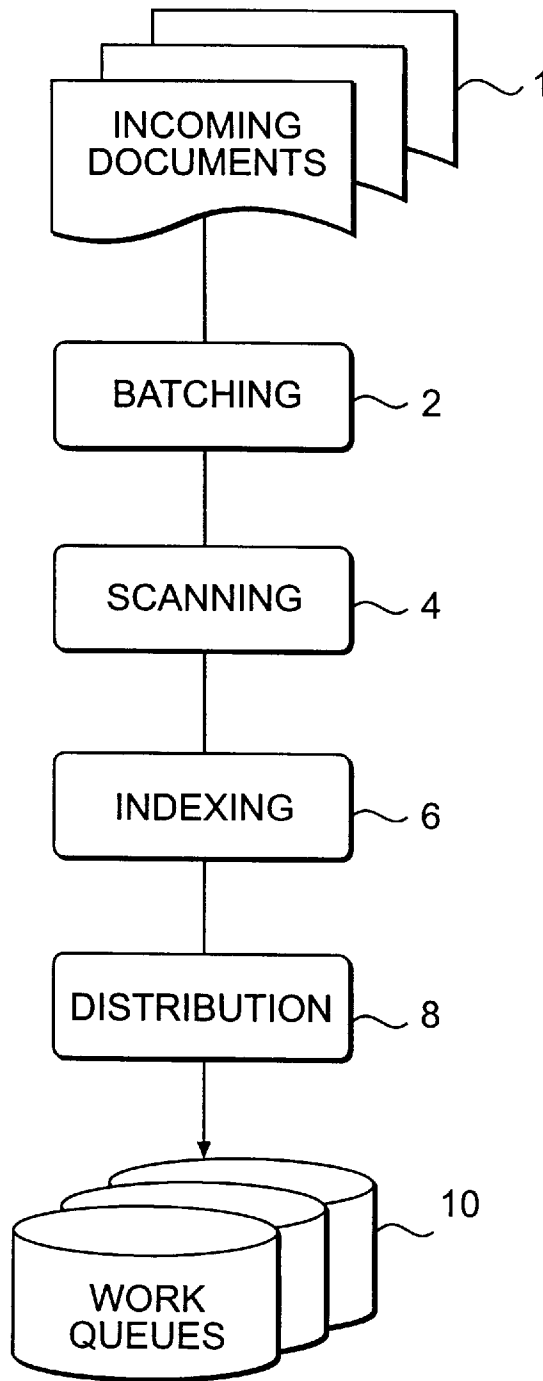 INCOMING
DOCUMENTS
1
BATCHING
2
SCANNING
4
INDEXING
6
DISTRIBUTION
8
10
WORK
QUEUES